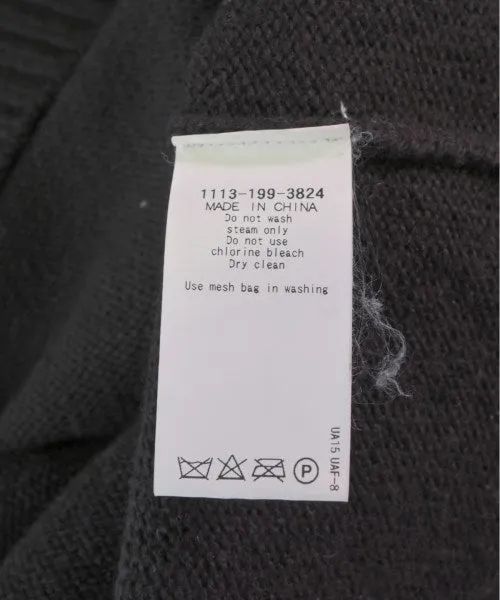 1113-199-3824
MADE IN CHINA
Do not wash
steam only
Do not use
chlorine bleach
Dry clean
Use mesh bag in washing
P
UA15 UAF-8